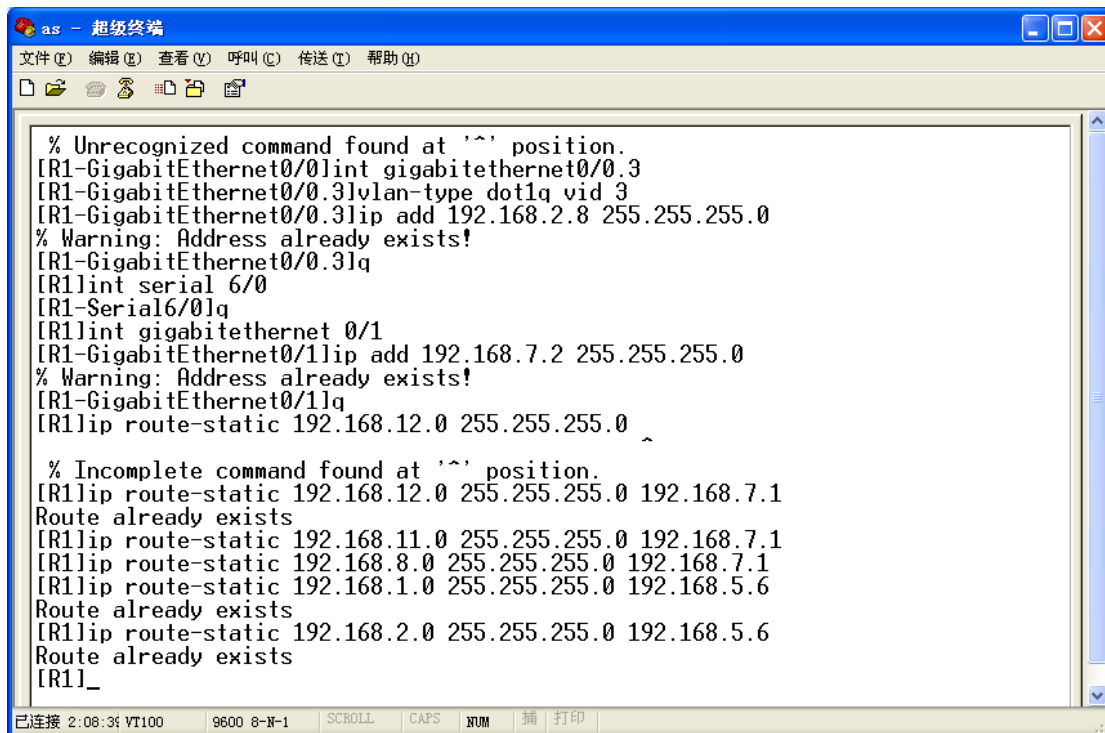 as - 超级终端
文件(F) 编辑(E) 查看(V) 呼叫(C) 传送(T) 帮助(H)
% Unrecognized command found at '^' position.
[R1-GigabitEthernet0/0]int gigabitethernet0/0.3
[R1-GigabitEthernet0/0.3]vlan-type dot1q vid 3
[R1-GigabitEthernet0/0.3]ip add 192.168.2.8 255.255.255.0
% Warning: Address already exists!
[R1-GigabitEthernet0/0.3]q
[R1]int serial 6/0
[R1-Serial6/0]q
[R1]int gigabitethernet 0/1
[R1-GigabitEthernet0/1]ip add 192.168.7.2 255.255.255.0
% Warning: Address already exists!
[R1-GigabitEthernet0/1]q
[R1]ip route-static 192.168.12.0 255.255.255.0
^
% Incomplete command found at '^' position.
[R1]ip route-static 192.168.12.0 255.255.255.0 192.168.7.1
Route already exists
[R1]ip route-static 192.168.11.0 255.255.255.0 192.168.7.1
[R1]ip route-static 192.168.8.0 255.255.255.0 192.168.7.1
[R1]ip route-static 192.168.1.0 255.255.255.0 192.168.5.6
Route already exists
[R1]ip route-static 192.168.2.0 255.255.255.0 192.168.5.6
Route already exists
[R1]_
已连接 2:08:39 VT100 9600 8-N-1 SCROLL CAPS NUM 捕 打印